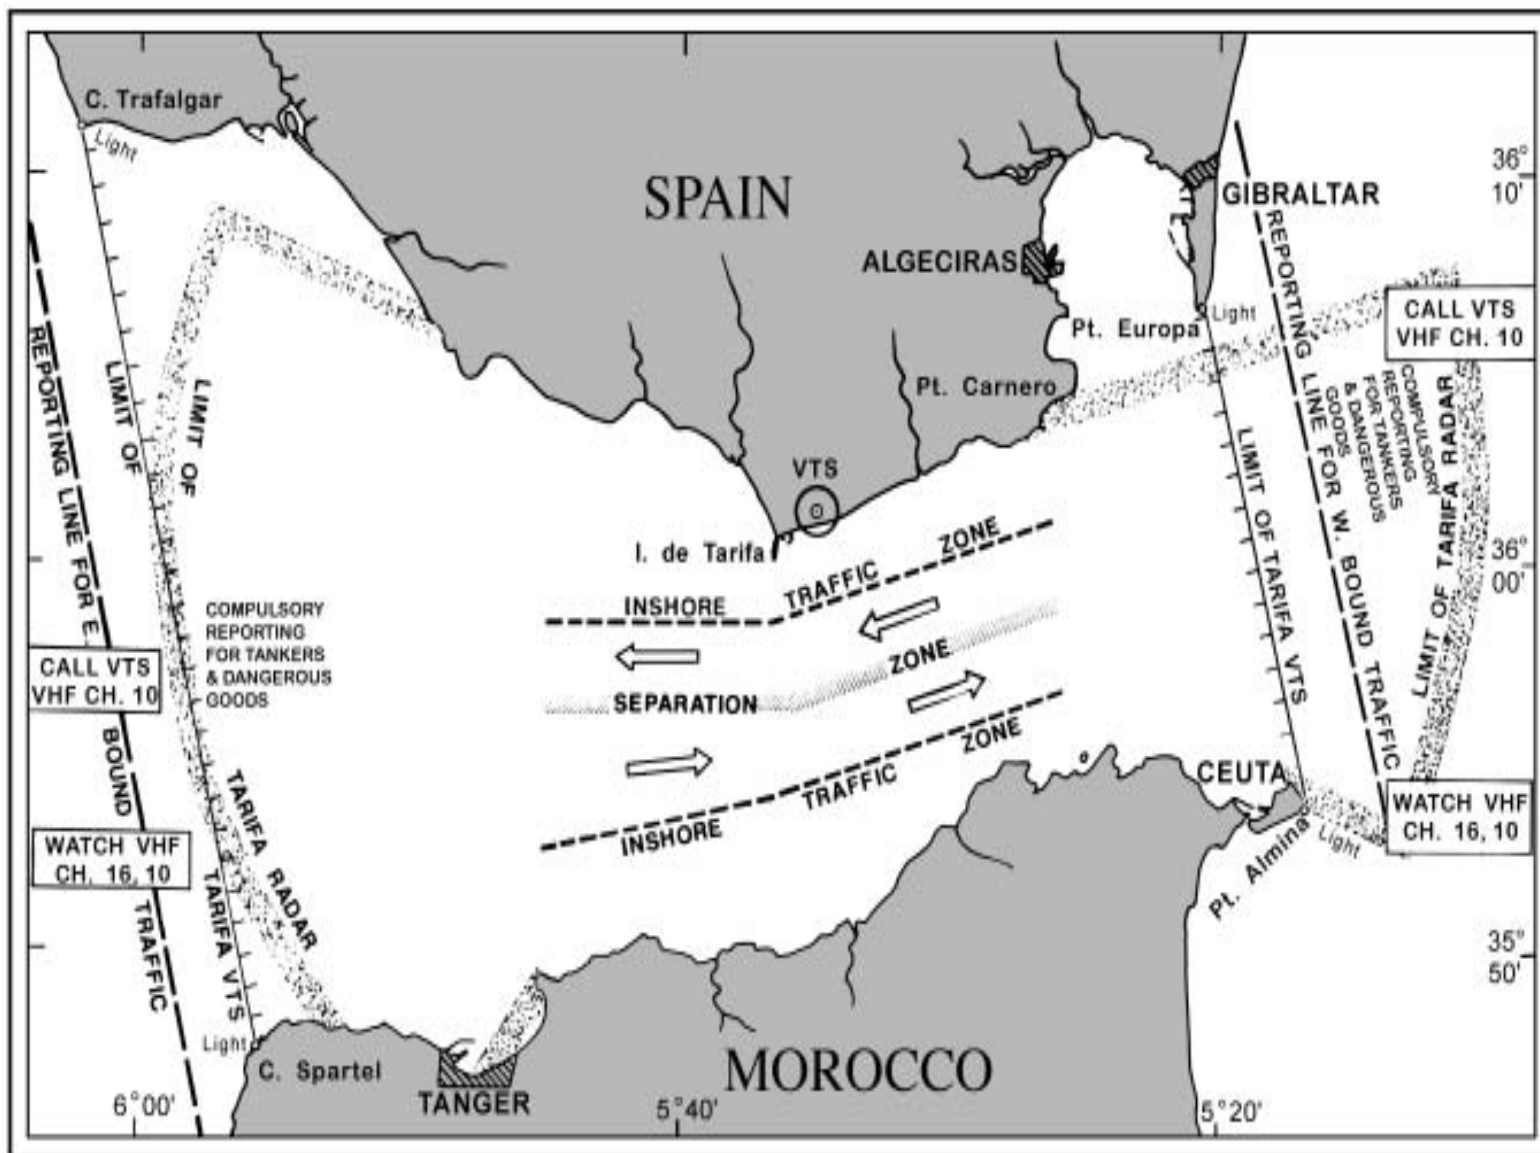 C. Trafalgar
Light
SPAIN
36°
10'
GIBRALTAR
ALGECIRAS
Pt. Europa
Light
Pt. Carnero
CALL VTS
VHF CH. 10
REPORTING LINE FOR E.
BOUND
TRAFFIC
LIMIT OF
TARIFA VTS
LIMIT OF
TARIFA RADAR
REPORTING LINE FOR W. BOUND TRAFFIC
COMPULSORY
REPORTING
FOR TANKERS
& DANGEROUS
GOODS
LIMIT OF TARIFA RADAR
LIMIT OF TARIFA VTS
VTS
I. de Tarifa
36°
00'
INSHORE
TRAFFIC
ZONE
COMPULSORY
REPORTING
FOR TANKERS
& DANGEROUS
GOODS
SEPARATION
ZONE
CALL VTS
VHF CH. 10
INSHORE
TRAFFIC
ZONE
CEUTA
WATCH VHF
CH. 16, 10
WATCH VHF
CH. 16, 10
Pt. Almina
Light
35°
50'
Light
C. Spartel
TANGER
MOROCCO
6°00'
5°40'
5°20'